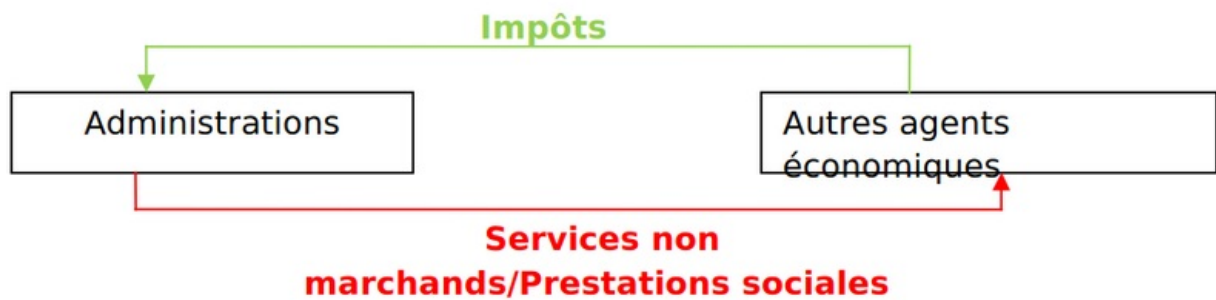 Impôts
Administrations
Autres agents
économiques
Services non
marchands/Prestations sociales